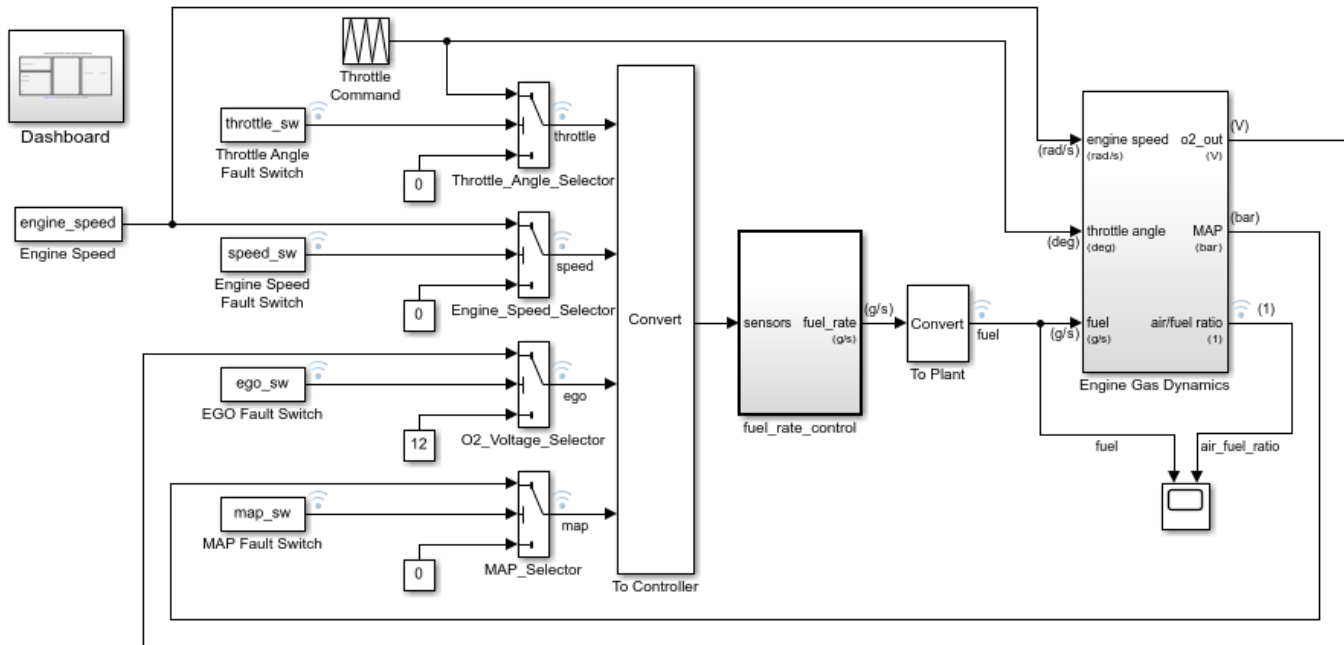 Dashboard
Throttle
Command
throttle_sw
Throttle Angle
Fault Switch
0
throttle
Throttle_Angle_Selector
engine_speed
Engine Speed
speed_sw
Engine Speed
Fault Switch
0
speed
Engine_Speed_Selector
ego_sw
EGO Fault Switch
12
ego
O2_Voltage_Selector
map_sw
MAP Fault Switch
0
map
MAP_Selector
Convert
To Controller
sensors
fuel_rate
(g/s)
fuel_rate_control
(g/s)
Convert
To Plant
fuel
(rad/s)
(deg)
(g/s)
engine speed
(rad/s)
o2_out
(V)
throttle angle
(deg)
MAP
(bar)
fuel
(g/s)
air/fuel ratio
(1)
Engine Gas Dynamics
(V)
(bar)
(1)
fuel
air_fuel_ratio